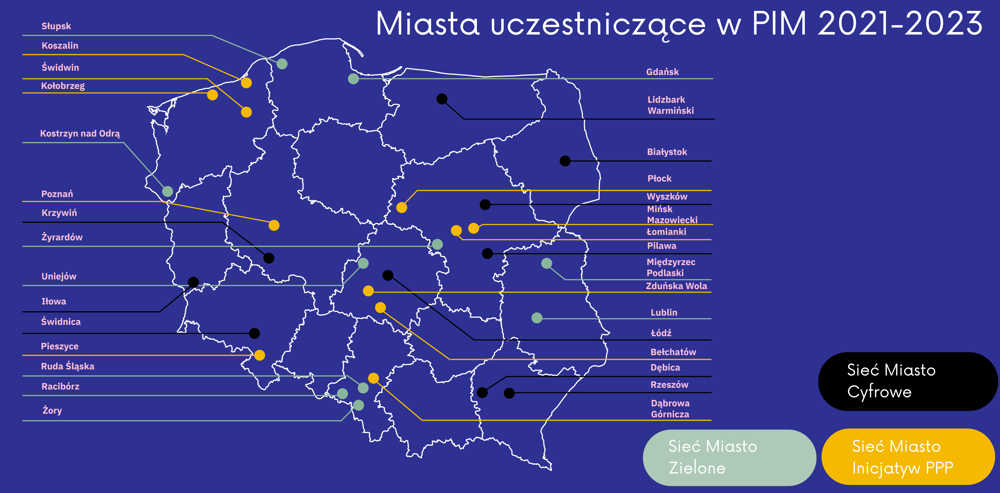 Miasta uczestniczące w PIM 2021-2023
Słupsk
Koszalin
Świdwin
Kołobrzeg
Kostrzyn nad Odrą
Poznań
Krzywiń
Żyrardów
Uniejów
Iłowa
Świdnica
Pieszyce
Ruda Śląska
Racibórz
Żory
Gdańsk
Lidzbark
Warmiński
Białystok
Płock
Wyszków
Mińsk
Mazowiecki
Łomianki
Pilawa
Międzyrzec
Podlaski
Zduńska Wola
Lublin
Łódź
Bełchatów
Dębica
Rzeszów
Dąbrowa
Górnicza
Sieć Miasto
Cyfrowe
Sieć Miasto
Zielone
Sieć Miasto
Inicjatyw PPP